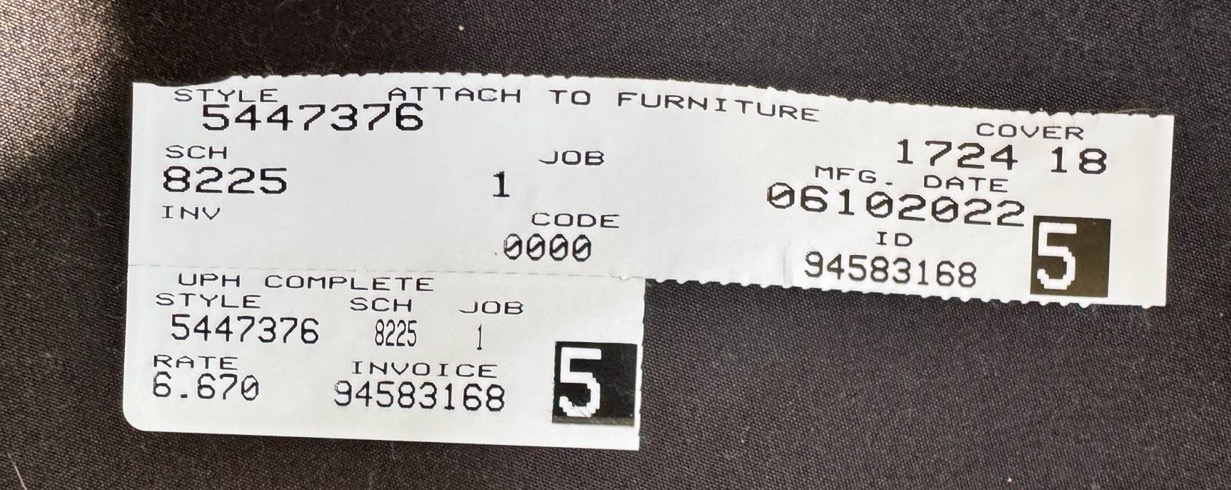 STYLE ATTACH TO FURNITURE
5447376 COVER
1724 18
SCH JOB MFG. DATE
8225 1 06102022
INV CODE ID 5
0000 94583168
UPH COMPLETE
STYLE SCH JOB
5447376 8225 1
RATE INVOICE 5
6.670 94583168